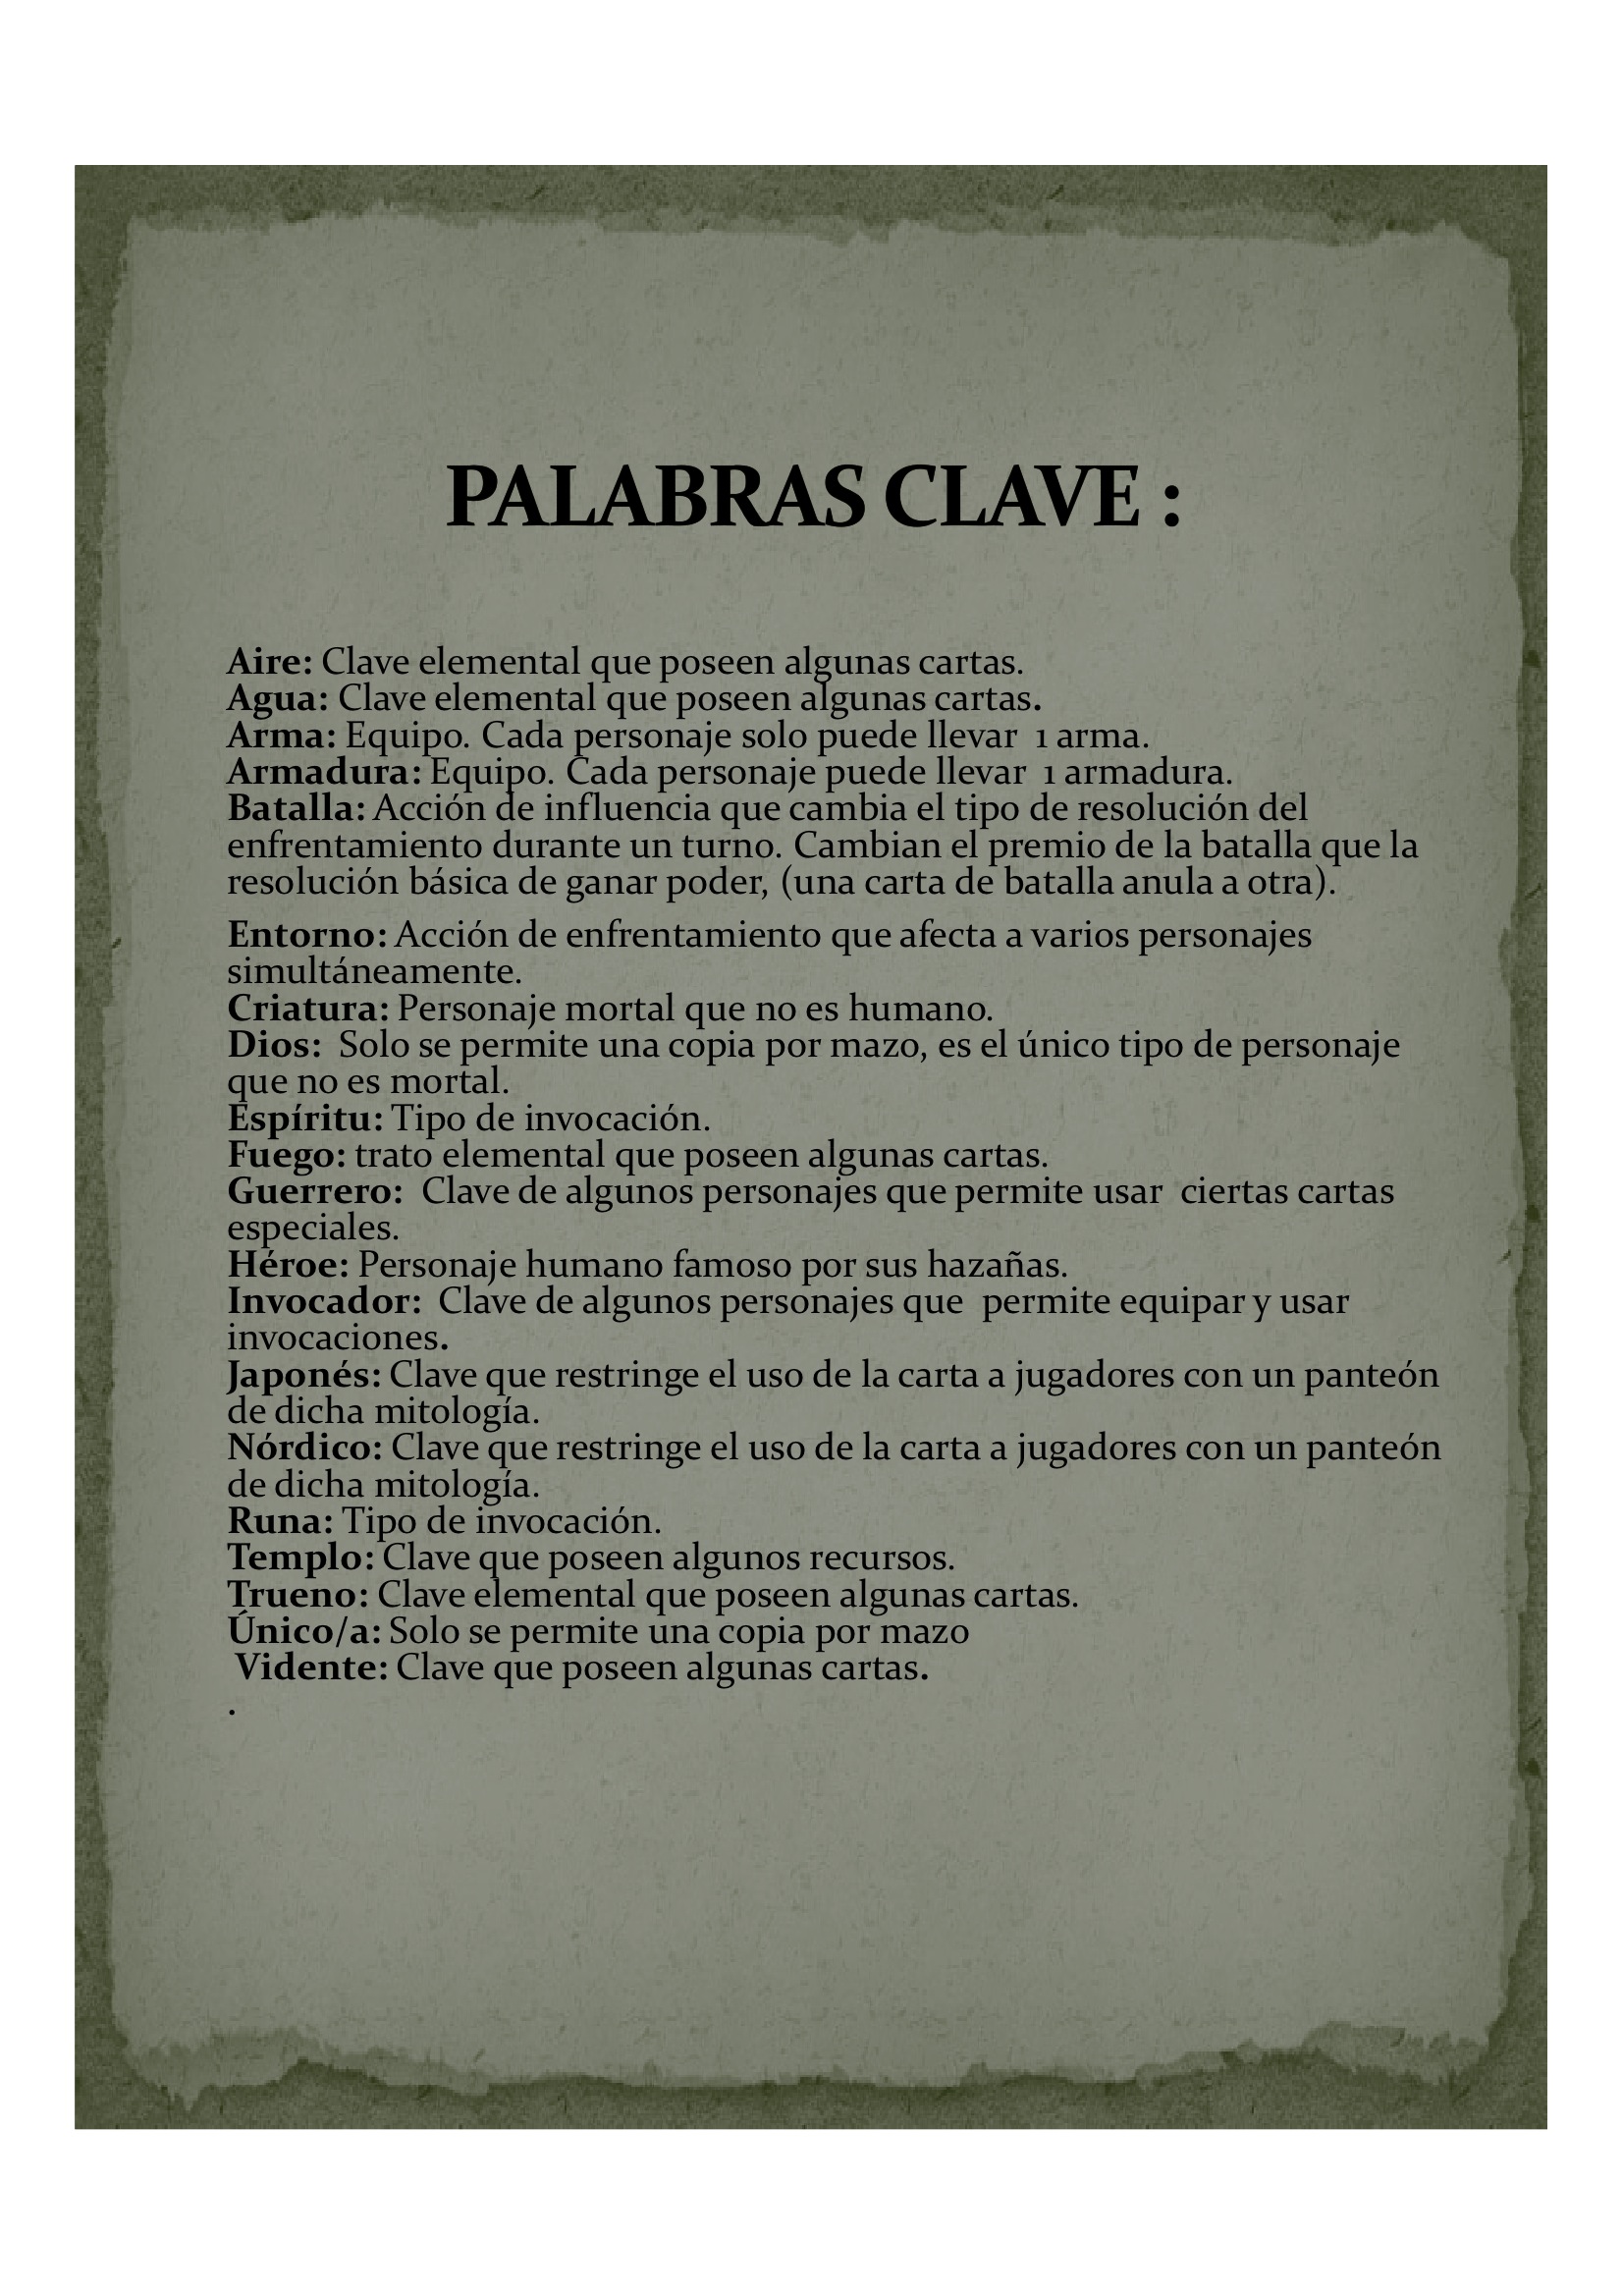 PALABRAS CLAVE :
Aire: Clave elemental que poseen algunas cartas.
Agua: Clave elemental que poseen algunas cartas.
Arma: Equipo. Cada personaje solo puede llevar  1 arma.
Armadura: Equipo. Cada personaje puede llevar  1 armadura.
Batalla: Acción de influencia que cambia el tipo de resolución del
enfrentamiento durante un turno. Cambian el premio de la batalla que la
resolución básica de ganar poder, (una carta de batalla anula a otra).
Entorno: Acción de enfrentamiento que afecta a varios personajes
simultáneamente.
Criatura: Personaje mortal que no es humano.
Dios:  Solo se permite una copia por mazo, es el único tipo de personaje
que no es mortal.
Espíritu: Tipo de invocación.
Fuego: trato elemental que poseen algunas cartas.
Guerrero:  Clave de algunos personajes que permite usar  ciertas cartas
especiales.
Héroe: Personaje humano famoso por sus hazañas.
Invocador:  Clave de algunos personajes que  permite equipar y usar
invocaciones.
Japonés: Clave que restringe el uso de la carta a jugadores con un panteón
de dicha mitología.
Nórdico: Clave que restringe el uso de la carta a jugadores con un panteón
de dicha mitología.
Runa: Tipo de invocación.
Templo: Clave que poseen algunos recursos.
Trueno: Clave elemental que poseen algunas cartas.
Único/a: Solo se permite una copia por mazo
Vidente: Clave que poseen algunas cartas.
.